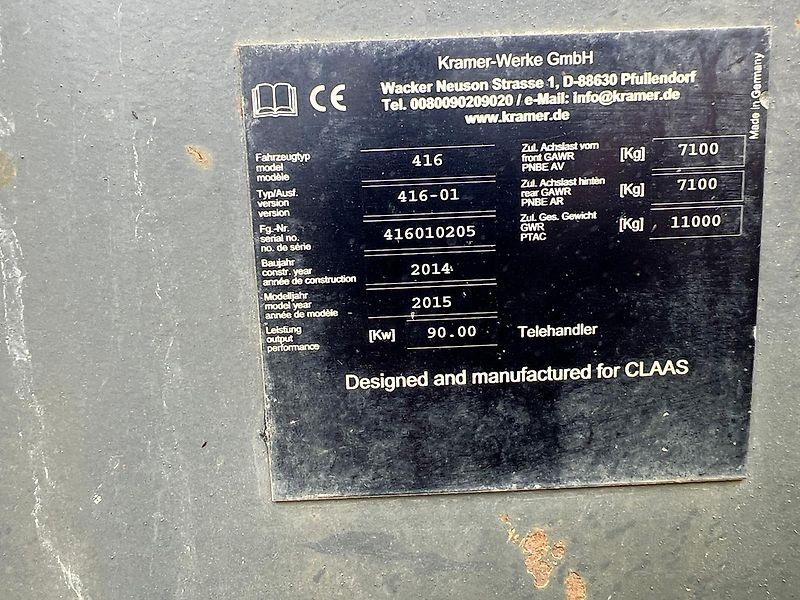 Kramer-Werke GmbH
CE
Wacker Neuson Strasse 1, D-88630 Pfullendorf
Tel. 0080090209020 / e-Mail: info@kramer.de
www.kramer.de
Made in Germany
Fahrzeugtyp
model
modèle
416
Typ/Ausf.
version
version
416-01
Fg.-Nr.
serial no.
no. de série
416010205
Baujahr
constr. year
année de construction
2014
Modelljahr
model year
année de modèle
2015
Leistung
output
performance
[Kw] 90.00
Zul. Achslast vorn
front GAWR
PNBE AV
[Kg] 7100
Zul. Achslast hinten
rear GAWR
PNBE AR
[Kg] 7100
Zul. Ges. Gewicht
GWR
PTAC
[Kg] 11000
Telehandler
Designed and manufactured for CLAAS